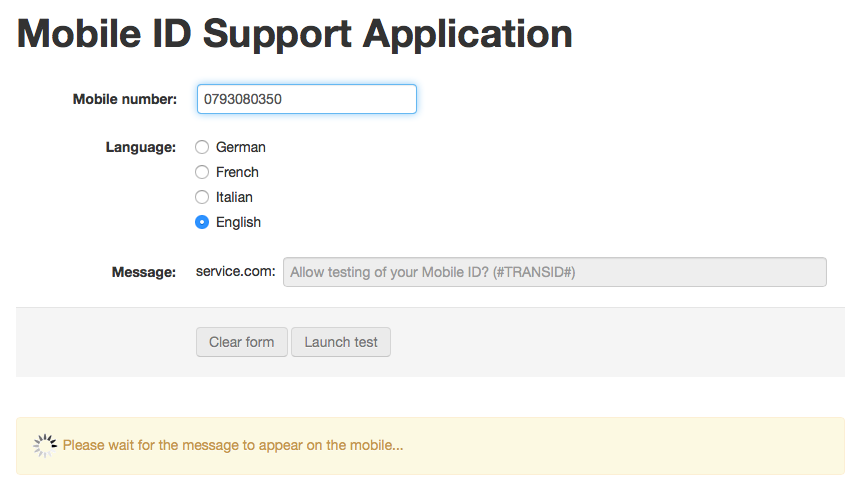 Mobile ID Support Application
Mobile number: 0793080350
Language: German
French
Italian
English
Message: service.com: Allow testing of your Mobile ID? (#TRANSID#)
Clear form Launch test
Please wait for the message to appear on the mobile...